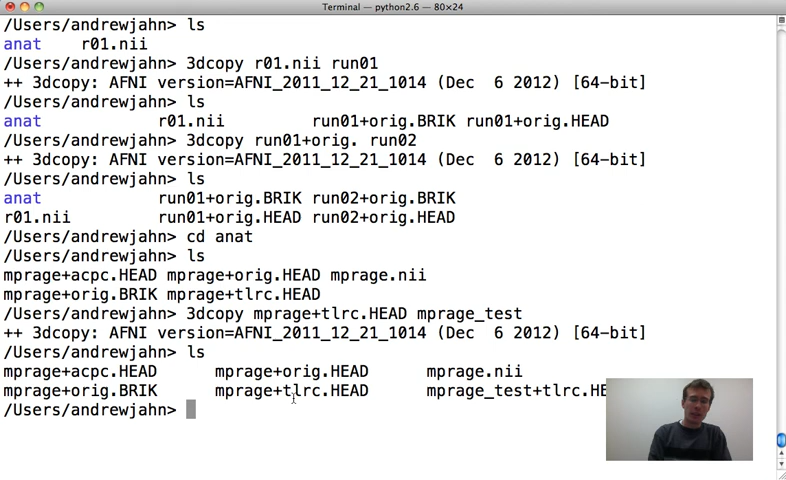 Terminal — python2.6 — 80×24
/Users/andrewjahn> ls
anat r01.nii
/Users/andrewjahn> 3dcopy r01.nii run01
++ 3dcopy: AFNI version=AFNI_2011_12_21_1014 (Dec 6 2012) [64-bit]
/Users/andrewjahn> ls
anat r01.nii run01+orig.BRIK run01+orig.HEAD
/Users/andrewjahn> 3dcopy run01+orig. run02
++ 3dcopy: AFNI version=AFNI_2011_12_21_1014 (Dec 6 2012) [64-bit]
/Users/andrewjahn> ls
anat run01+orig.BRIK run02+orig.BRIK
r01.nii run01+orig.HEAD run02+orig.HEAD
/Users/andrewjahn> cd anat
/Users/andrewjahn> ls
mprage+acpc.HEAD mprage+orig.HEAD mprage.nii
mprage+orig.BRIK mprage+tlrc.HEAD
/Users/andrewjahn> 3dcopy mprage+tlrc.HEAD mprage_test
++ 3dcopy: AFNI version=AFNI_2011_12_21_1014 (Dec 6 2012) [64-bit]
/Users/andrewjahn> ls
mprage+acpc.HEAD mprage+orig.HEAD mprage.nii
mprage+orig.BRIK mprage+tlrc.HEAD mprage_test+tlrc.HE
/Users/andrewjahn>